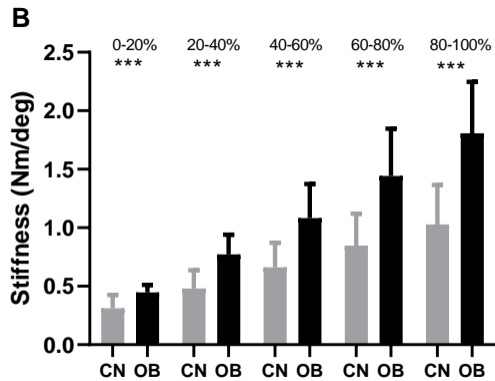 B
0-20% 20-40% 40-60% 60-80% 80-100%
*** *** *** *** ***
Stiffness (Nm/deg)
2.5
2.0
1.5
1.0
0.5
0.0
CN OB CN OB CN OB CN OB CN OB